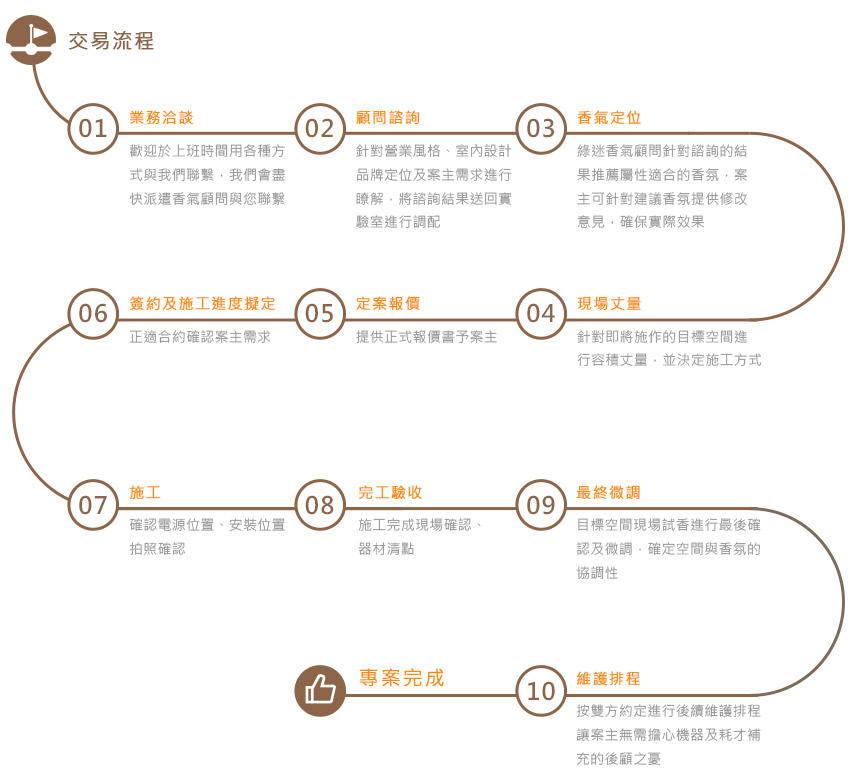 交易流程
01
業務洽談
歡迎於上班時間用各種方
式與我們聯繫，我們會盡
快派遣香氣顧問與您聯繫
02
顧問諮詢
針對營業風格、室內設計
品牌定位及案主需求進行
瞭解，將諮詢結果送回實
驗室進行調配
03
香氣定位
綠迷香氣顧問針對諮詢的結
果推薦屬性適合的香氛，案
主可針對建議香氛提供修改
意見，確保實際效果
04
現場丈量
針對即將施作的目標空間進
行容積丈量，並決定施工方式
05
定案報價
提供正式報價書予案主
06
簽約及施工進度擬定
正適合約確認案主需求
07
施工
確認電源位置、安裝位置
拍照確認
08
完工驗收
施工完成現場確認、
器材清點
09
最終微調
目標空間現場試香進行最後確
認及微調，確定空間與香氛的
協調性
10
維護排程
按雙方約定進行後續維護排程
讓案主無需擔心機器及耗才補
充的後顧之憂
專案完成